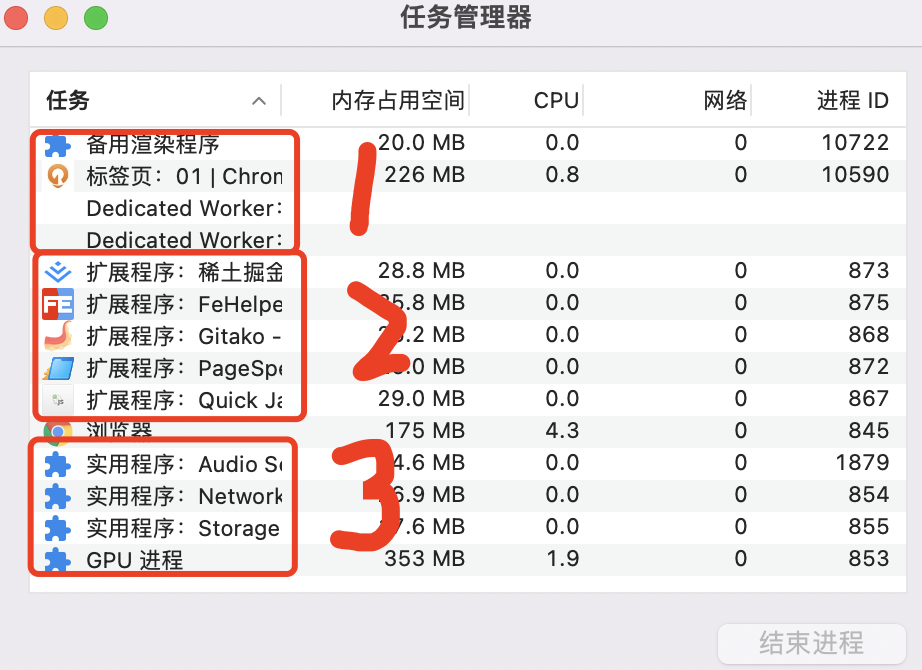 任务管理器
任务 内存占用空间 CPU 网络 进程 ID
备用渲染程序 20.0 MB 0.0 0 10722
标签页：01 | Chrom 226 MB 0.8 0 10590
Dedicated Worker:
Dedicated Worker:
扩展程序：稀土掘金 28.8 MB 0.0 0 873
FE 扩展程序：FeHelpe 5.8 MB 0.0 0 875
扩展程序：Gitako - .2 MB 0.0 0 868
扩展程序：PageSpe .0 MB 0.0 0 872
js 扩展程序：Quick Ja 29.0 MB 0.0 0 867
浏览器 175 MB 4.3 0 845
实用程序：Audio Se 4.6 MB 0.0 0 1879
实用程序：Network 6.9 MB 0.0 0 854
实用程序：Storage 7.6 MB 0.0 0 855
GPU 进程 353 MB 1.9 0 853
1
2
3
结束进程